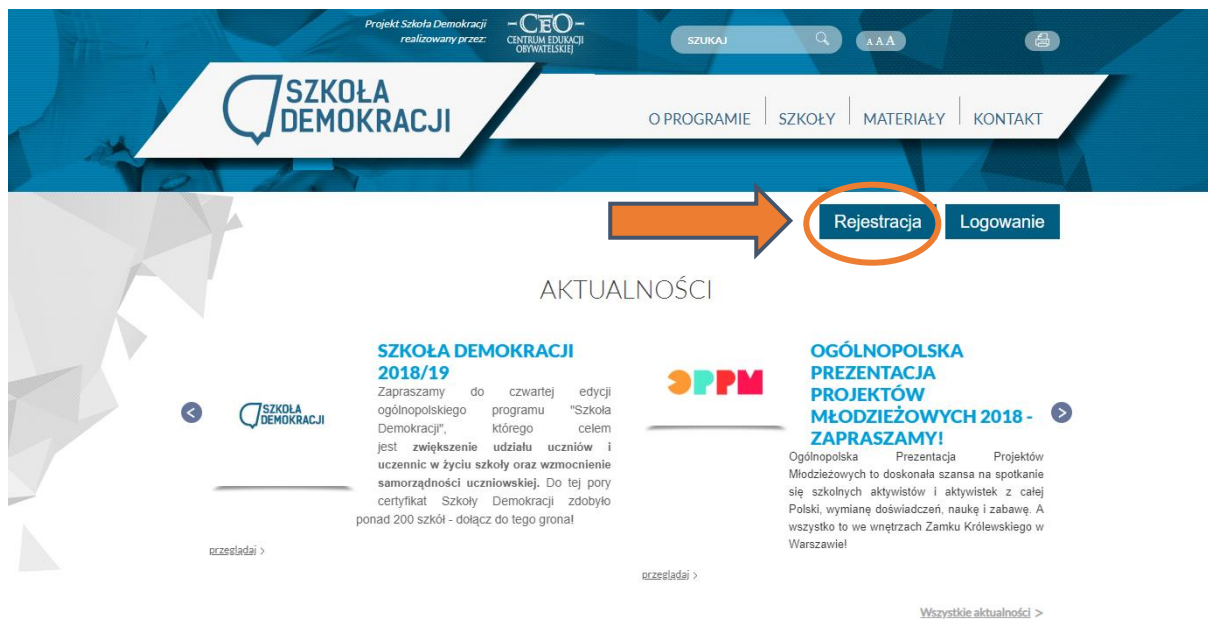 Projekt Szkoła Demokracji
realizowany przez:
CEO
CENTRUM EDUKACJI
OBYWATELSKIEJ
SZUKAJ
A A A
SZKOŁA
DEMOKRACJI
O PROGRAMIE
SZKOŁY
MATERIAŁY
KONTAKT
Rejestracja
Logowanie
AKTUALNOŚCI
SZKOŁA
DEMOKRACJI
SZKOŁA DEMOKRACJI
2018/19
Zapraszamy do czwartej edycji
ogólnopolskiego programu "Szkoła
Demokracji", którego celem
jest zwiększenie udziału uczniów i
uczennic w życiu szkoły oraz wzmocnienie
samorządności uczniowskiej. Do tej pory
certyfikat Szkoły Demokracji zdobyło
ponad 200 szkół - dołącz do tego grona!
przeglądaj >
OPPM
OGÓLNOPOLSKA
PREZENTACJA
PROJEKTÓW
MŁODZIEŻOWYCH 2018 -
ZAPRASZAMY!
Ogólnopolska Prezentacja Projektów
Młodzieżowych to doskonała szansa na spotkanie
się szkolnych aktywistów i aktywistek z całej
Polski, wymianę doświadczeń, naukę i zabawę. A
wszystko to we wnętrzach Zamku Królewskiego w
Warszawie!
przeglądaj >
Wszystkie aktualności >